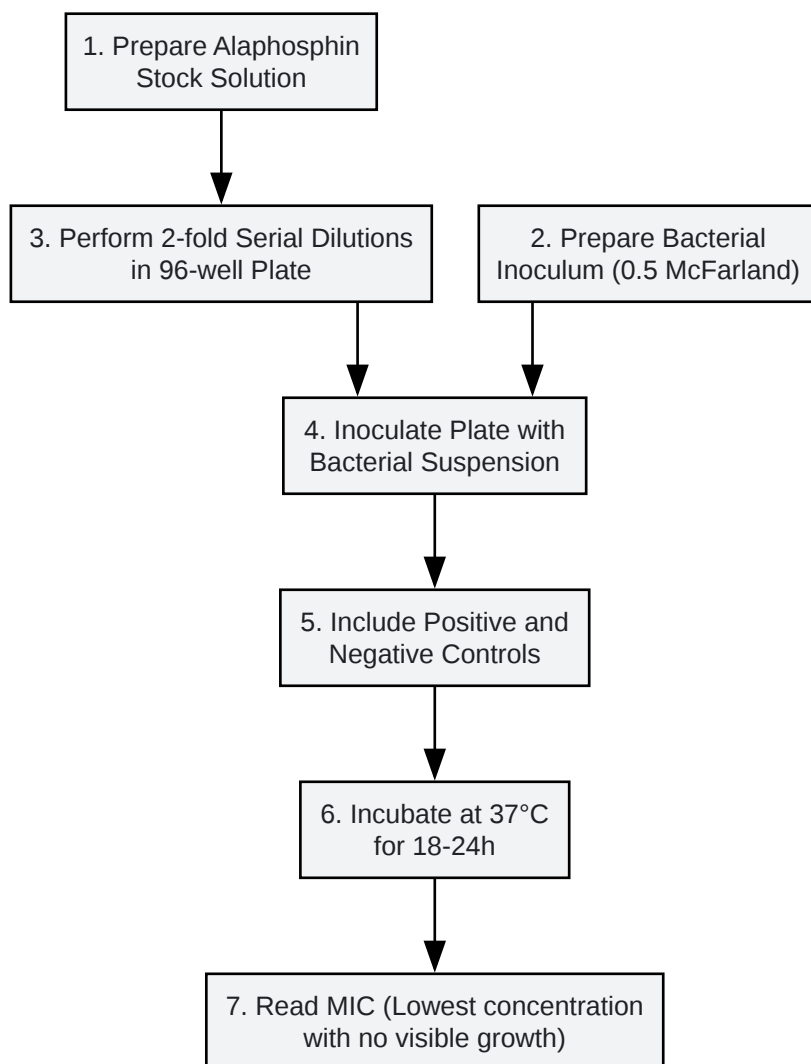 1. Prepare Alaphosphin
Stock Solution
3. Perform 2-fold Serial Dilutions
in 96-well Plate
2. Prepare Bacterial
Inoculum (0.5 McFarland)
4. Inoculate Plate with
Bacterial Suspension
5. Include Positive and
Negative Controls
6. Incubate at 37°C
for 18-24h
7. Read MIC (Lowest concentration
with no visible growth)